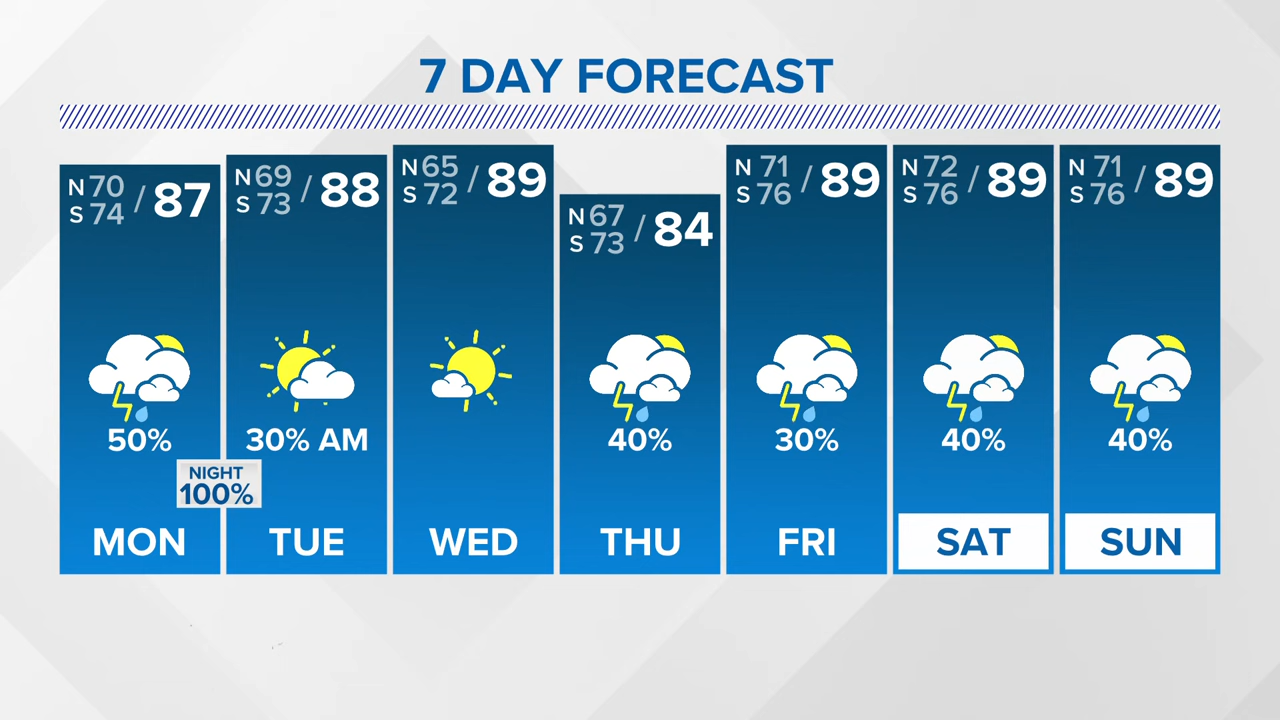 7 DAY FORECAST
N 70
S 74 / 87
50%
MON
NIGHT
100%
N 69
S 73 / 88
30% AM
TUE
N 65
S 72 / 89
WED
N 67
S 73 / 84
40%
THU
N 71
S 76 / 89
30%
FRI
N 72
S 76 / 89
40%
SAT
N 71
S 76 / 89
40%
SUN